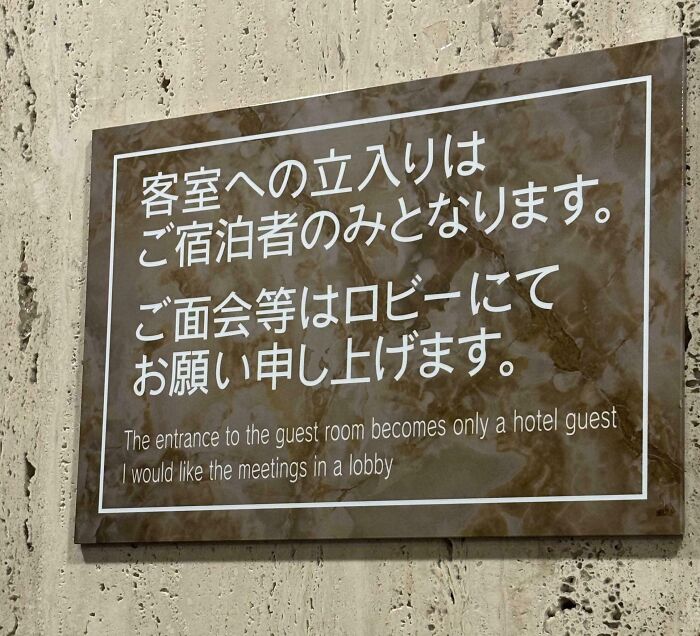 客室への立入りは
ご宿泊者のみとなります。
ご面会等はロビーにて
お願い申し上げます。
The entrance to the guest room becomes only a hotel guest
I would like the meetings in a lobby